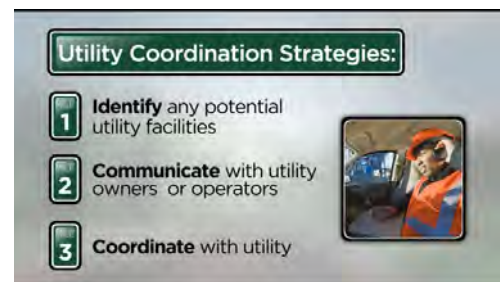 Utility Coordination Strategies:
1
Identify any potential
utility facilities
2
Communicate with utility
owners or operators
3
Coordinate with utility